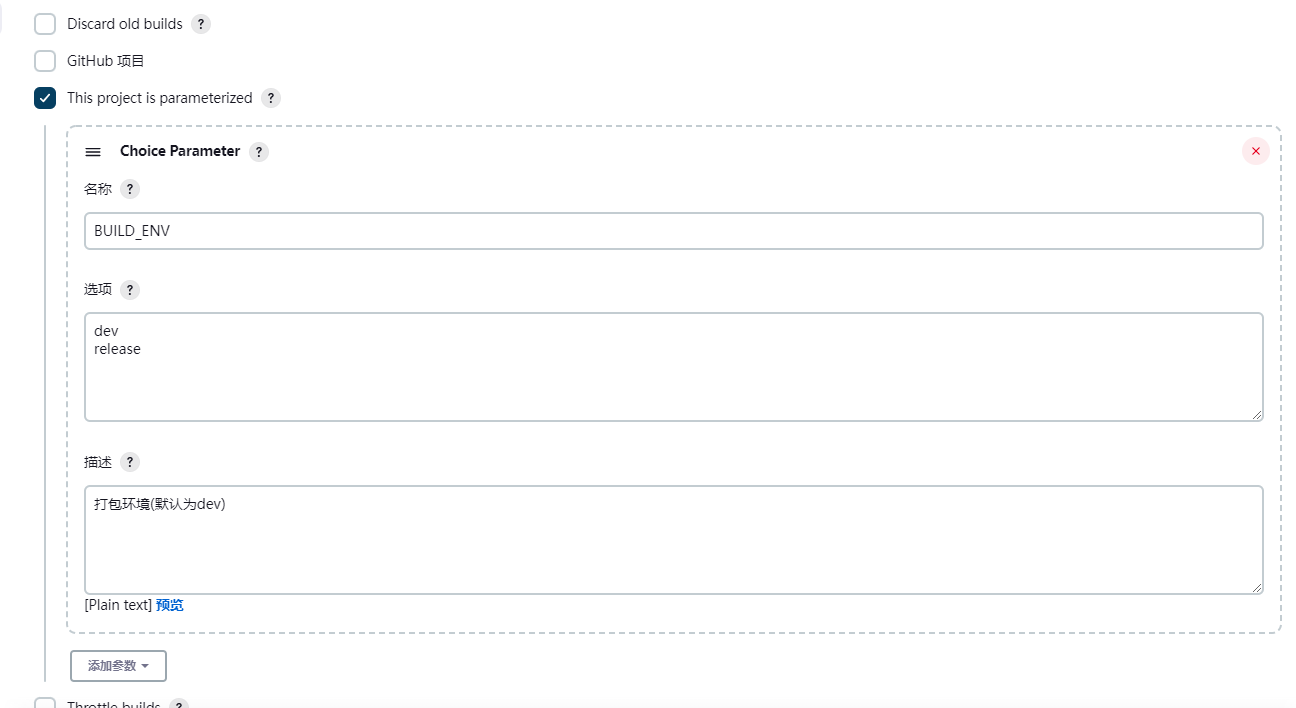 Discard old builds ?
GitHub 项目
This project is parameterized ?
Choice Parameter ?
名称 ?
BUILD_ENV
选项 ?
dev
release
描述 ?
打包环境(默认为dev)
[Plain text] 预览
添加参数
Throttle builds ?